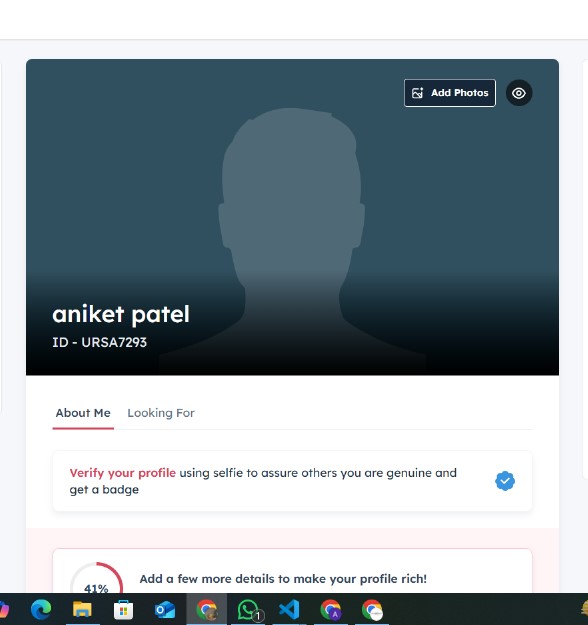 Add Photos
aniket patel
ID - URSA7293
About Me
Looking For
Verify your profile using selfie to assure others you are genuine and
get a badge
41%
Add a few more details to make your profile rich!
1
A